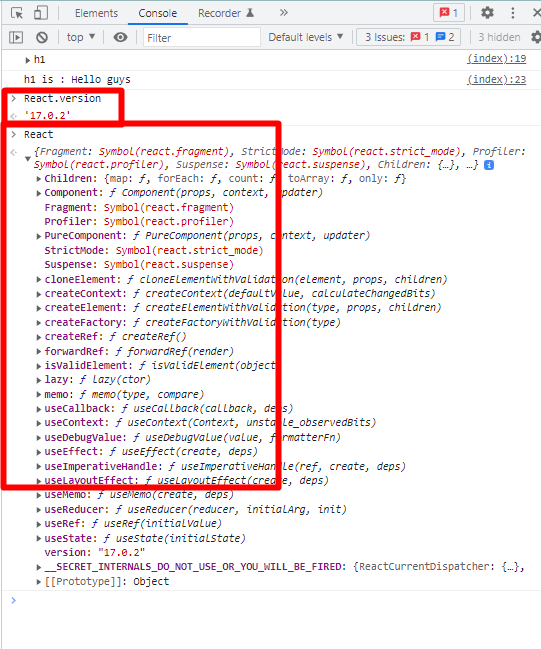 Elements Console Recorder » 1
top ▾ Filter Default levels ▾ 3 Issues: 1 2 3 hidden
▸ h1 (index):19
h1 is : Hello guys (index):23
> React.version
'17.0.2'
> React
{Fragment: Symbol(react.fragment), StrictMode: Symbol(react.strict_mode), Profiler:
Symbol(react.profiler), Suspense: Symbol(react.suspense), Children: {…}, …}
▸ Children: {map: ƒ, forEach: ƒ, count: ƒ, toArray: ƒ, only: ƒ}
▸ Component: ƒ Component(props, context, updater)
Fragment: Symbol(react.fragment)
Profiler: Symbol(react.profiler)
▸ PureComponent: ƒ PureComponent(props, context, updater)
StrictMode: Symbol(react.strict_mode)
Suspense: Symbol(react.suspense)
▸ cloneElement: ƒ cloneElementWithValidation(element, props, children)
▸ createContext: ƒ createContext(defaultValue, calculateChangedBits)
▸ createElement: ƒ createElementWithValidation(type, props, children)
▸ createFactory: ƒ createFactoryWithValidation(type)
▸ createRef: ƒ createRef()
▸ forwardRef: ƒ forwardRef(render)
▸ isValidElement: ƒ isValidElement(object
▸ lazy: ƒ lazy(ctor)
▸ memo: ƒ memo(type, compare)
▸ useCallback: ƒ useCallback(callback, deps)
▸ useContext: ƒ useContext(Context, unstable_observedBits)
▸ useDebugValue: ƒ useDebugValue(value, formatterFn)
▸ useEffect: ƒ useEffect(create, deps)
▸ useImperativeHandle: ƒ useImperativeHandle(ref, create, deps)
▸ useLayoutEffect: ƒ useLayoutEffect(create, deps)
▸ useMemo: ƒ useMemo(create, deps)
▸ useReducer: ƒ useReducer(reducer, initialArg, init)
▸ useRef: ƒ useRef(initialValue)
▸ useState: ƒ useState(initialState)
version: "17.0.2"
▸ __SECRET_INTERNALS_DO_NOT_USE_OR_YOU_WILL_BE_FIRED: {ReactCurrentDispatcher: {…},
▸ [[Prototype]]: Object
>